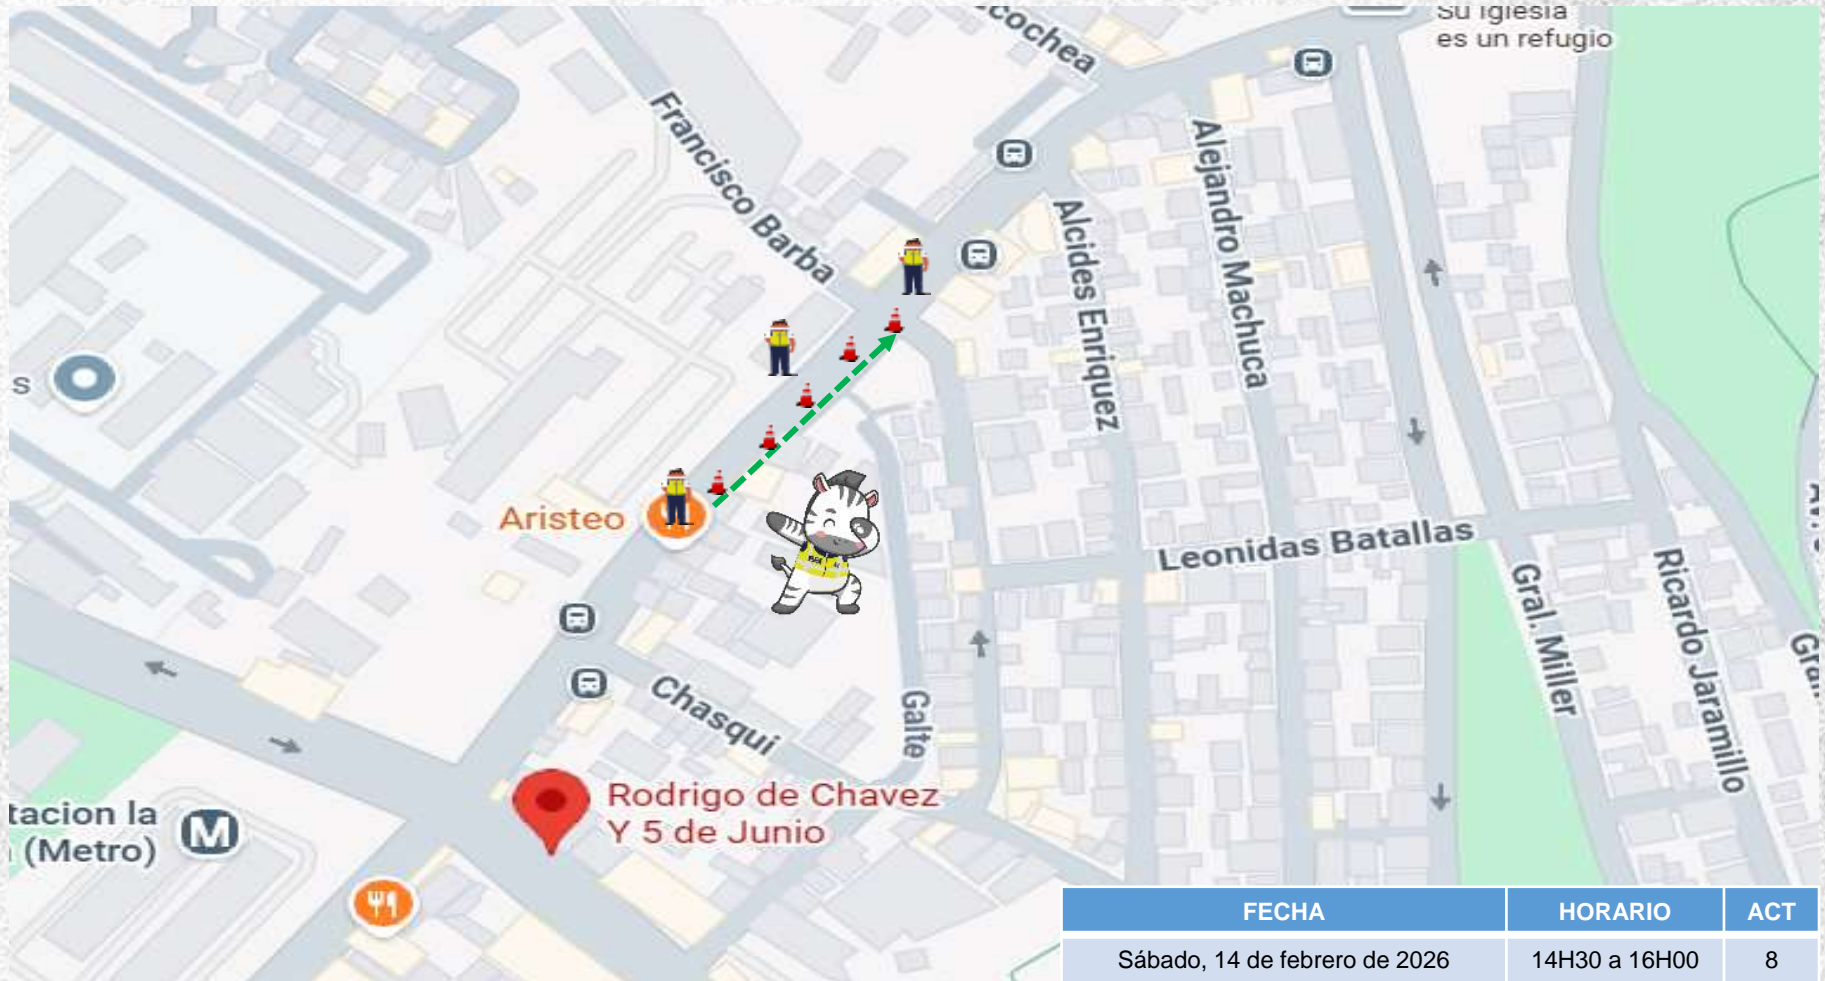 Su iglesia
es un refugio
cochea
Francisco Barba
Alejandro Machuca
Alcides Enriquez
s
Aristeo
Leonidas Batallas
Gral. Miller
Ricardo Jaramillo
Chasqui
Galte
Rodrigo de Chavez
Y 5 de Junio
tacion la
(Metro)
M
FECHA HORARIO ACT
Sábado, 14 de febrero de 2026 14H30 a 16H00 8